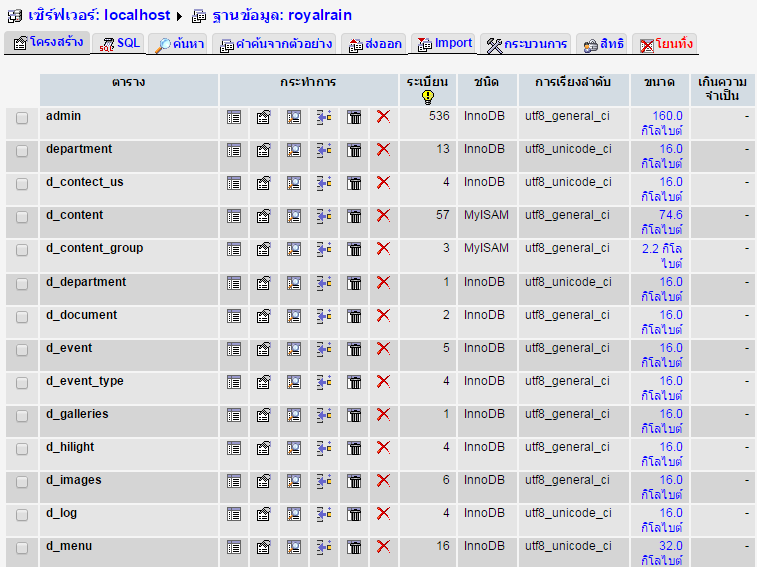 เซิร์ฟเวอร์: localhost ฐานข้อมูล: royalrain
โครงสร้าง SQL ค้นหา คำค้นจากตัวอย่าง ส่งออก Import กระบวนการ สิทธิ โยนทิ้ง
ตาราง กระทำการ ระเบียน ชนิด การเรียงลำดับ ขนาด เกินความ
จำเป็น
admin 536 InnoDB utf8_general_ci 160.0 -
กิโลไบต์
department 13 InnoDB utf8_unicode_ci 16.0 -
กิโลไบต์
d_contect_us 4 InnoDB utf8_unicode_ci 16.0 -
กิโลไบต์
d_content 57 MyISAM utf8_general_ci 74.6 -
กิโลไบต์
d_content_group 3 MyISAM utf8_general_ci 2.2 กิโล -
ไบต์
d_department 1 InnoDB utf8_unicode_ci 16.0 -
กิโลไบต์
d_document 2 InnoDB utf8_general_ci 16.0 -
กิโลไบต์
d_event 5 InnoDB utf8_general_ci 16.0 -
กิโลไบต์
d_event_type 4 InnoDB utf8_general_ci 16.0 -
กิโลไบต์
d_galleries 1 InnoDB utf8_general_ci 16.0 -
กิโลไบต์
d_hilight 4 InnoDB utf8_general_ci 16.0 -
กิโลไบต์
d_images 6 InnoDB utf8_general_ci 16.0 -
กิโลไบต์
d_log 4 InnoDB utf8_unicode_ci 16.0 -
กิโลไบต์
d_menu 16 InnoDB utf8_unicode_ci 32.0 -
กิโลไบต์